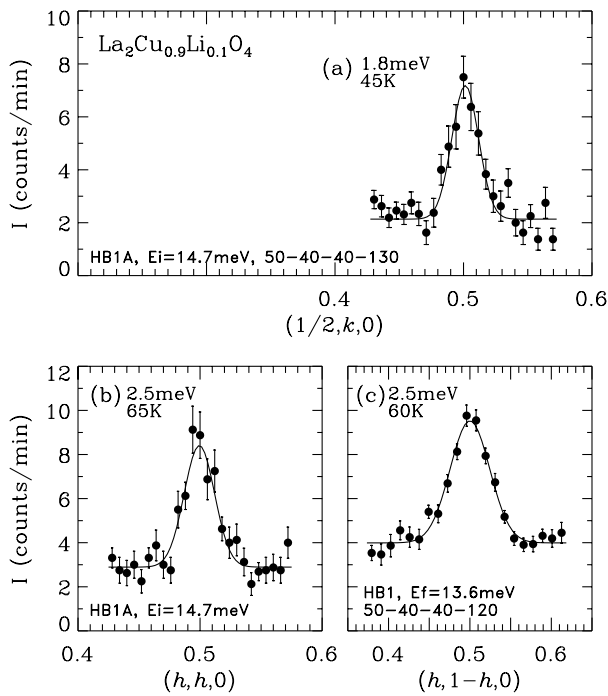 10
La₂Cu₀.₉Li₀.₁O₄
8
(a) 1.8meV
45K
6
4
2
0
I (counts/min)
HB1A, Ei=14.7meV, 50-40-40-130
0.4 0.5 0.6
(1/2,k,0)
12
10
8
6
4
2
0
I (counts/min)
(b) 2.5meV
65K
HB1A, Ei=14.7meV
0.4 0.5 0.6
(h,h,0)
(c) 2.5meV
60K
HB1, Ef=13.6meV
50-40-40-120
0.4 0.5 0.6
(h,1-h,0)